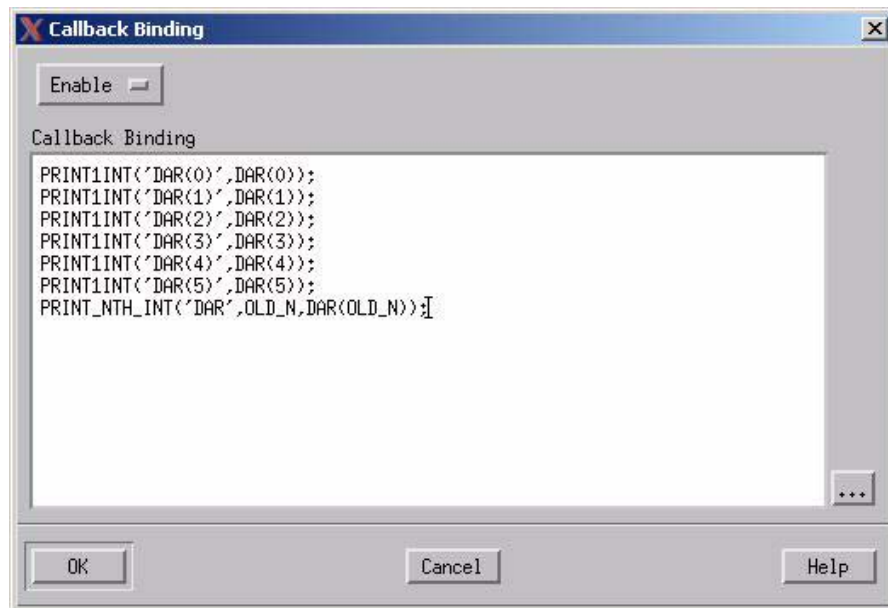 Callback Binding
Enable
Callback Binding
PRINT1INT('DAR(0)',DAR(0));
PRINT1INT('DAR(1)',DAR(1));
PRINT1INT('DAR(2)',DAR(2));
PRINT1INT('DAR(3)',DAR(3));
PRINT1INT('DAR(4)',DAR(4));
PRINT1INT('DAR(5)',DAR(5));
PRINT_NTH_INT('DAR',OLD_N,DAR(OLD_N));
...
OK Cancel Help